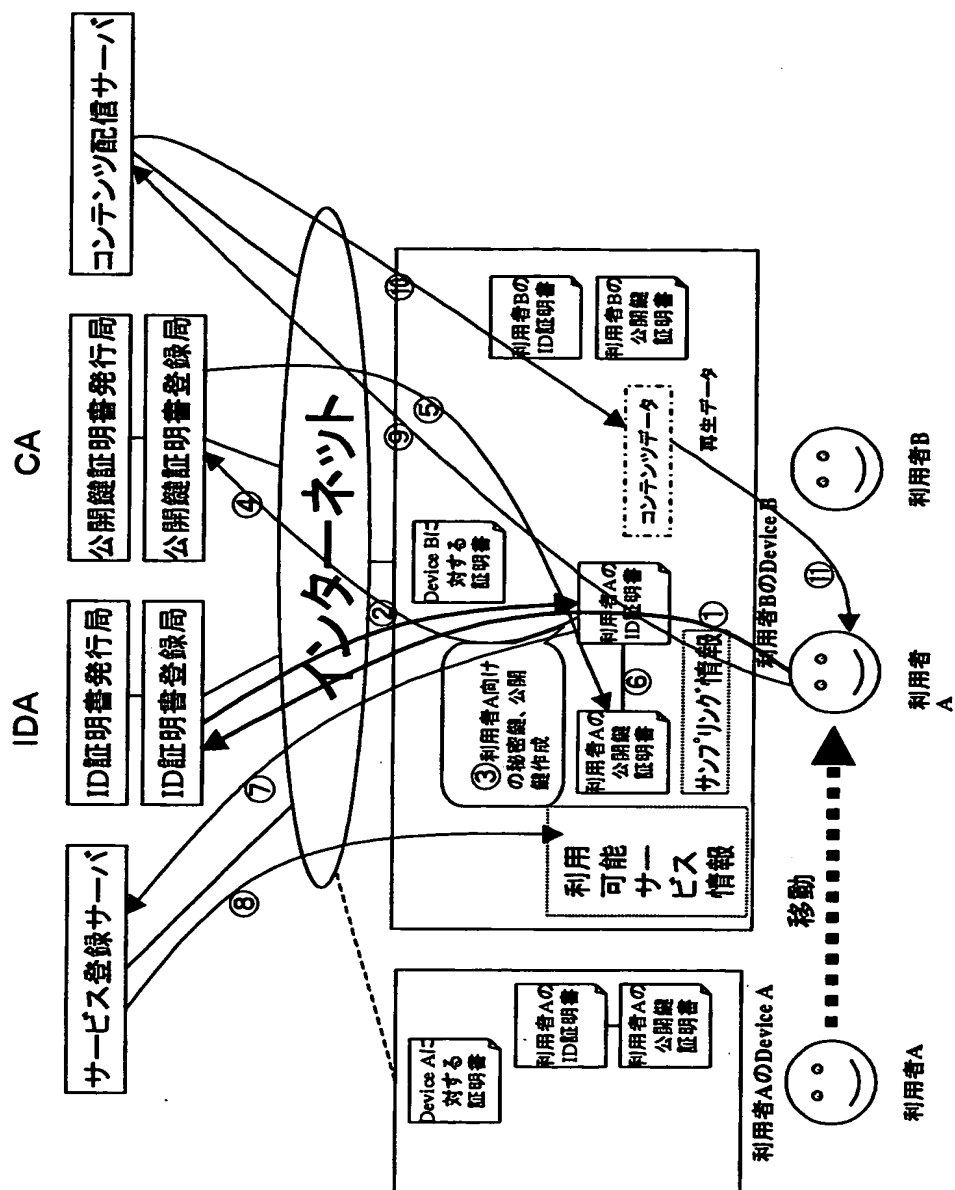 IDA
CA
サービス登録サーバ
ID証明書発行局
ID証明書登録局
公開鍵証明書発行局
公開鍵証明書登録局
コンテンツ配信サーバ
インターネット
⑦
⑧
②
④
⑤
⑨
⑩
Device Aに
対する
証明書
利用者Aの
ID証明書
利用者Aの
公開鍵
証明書
利用者AのDevice A
利用
可能
サー
ビス
情報
③利用者A向け
の秘密鍵、公開
鍵作成
利用者Aの
公開鍵
証明書
⑥
サンプリング情報
①
Device Bに
対する
証明書
利用者Aの
ID証明書
コンテンツデータ
再生データ
利用者Bの
ID証明書
利用者Bの
公開鍵
証明書
利用者BのDevice B
⑪
移動
利用者A
利用者
A
利用者B